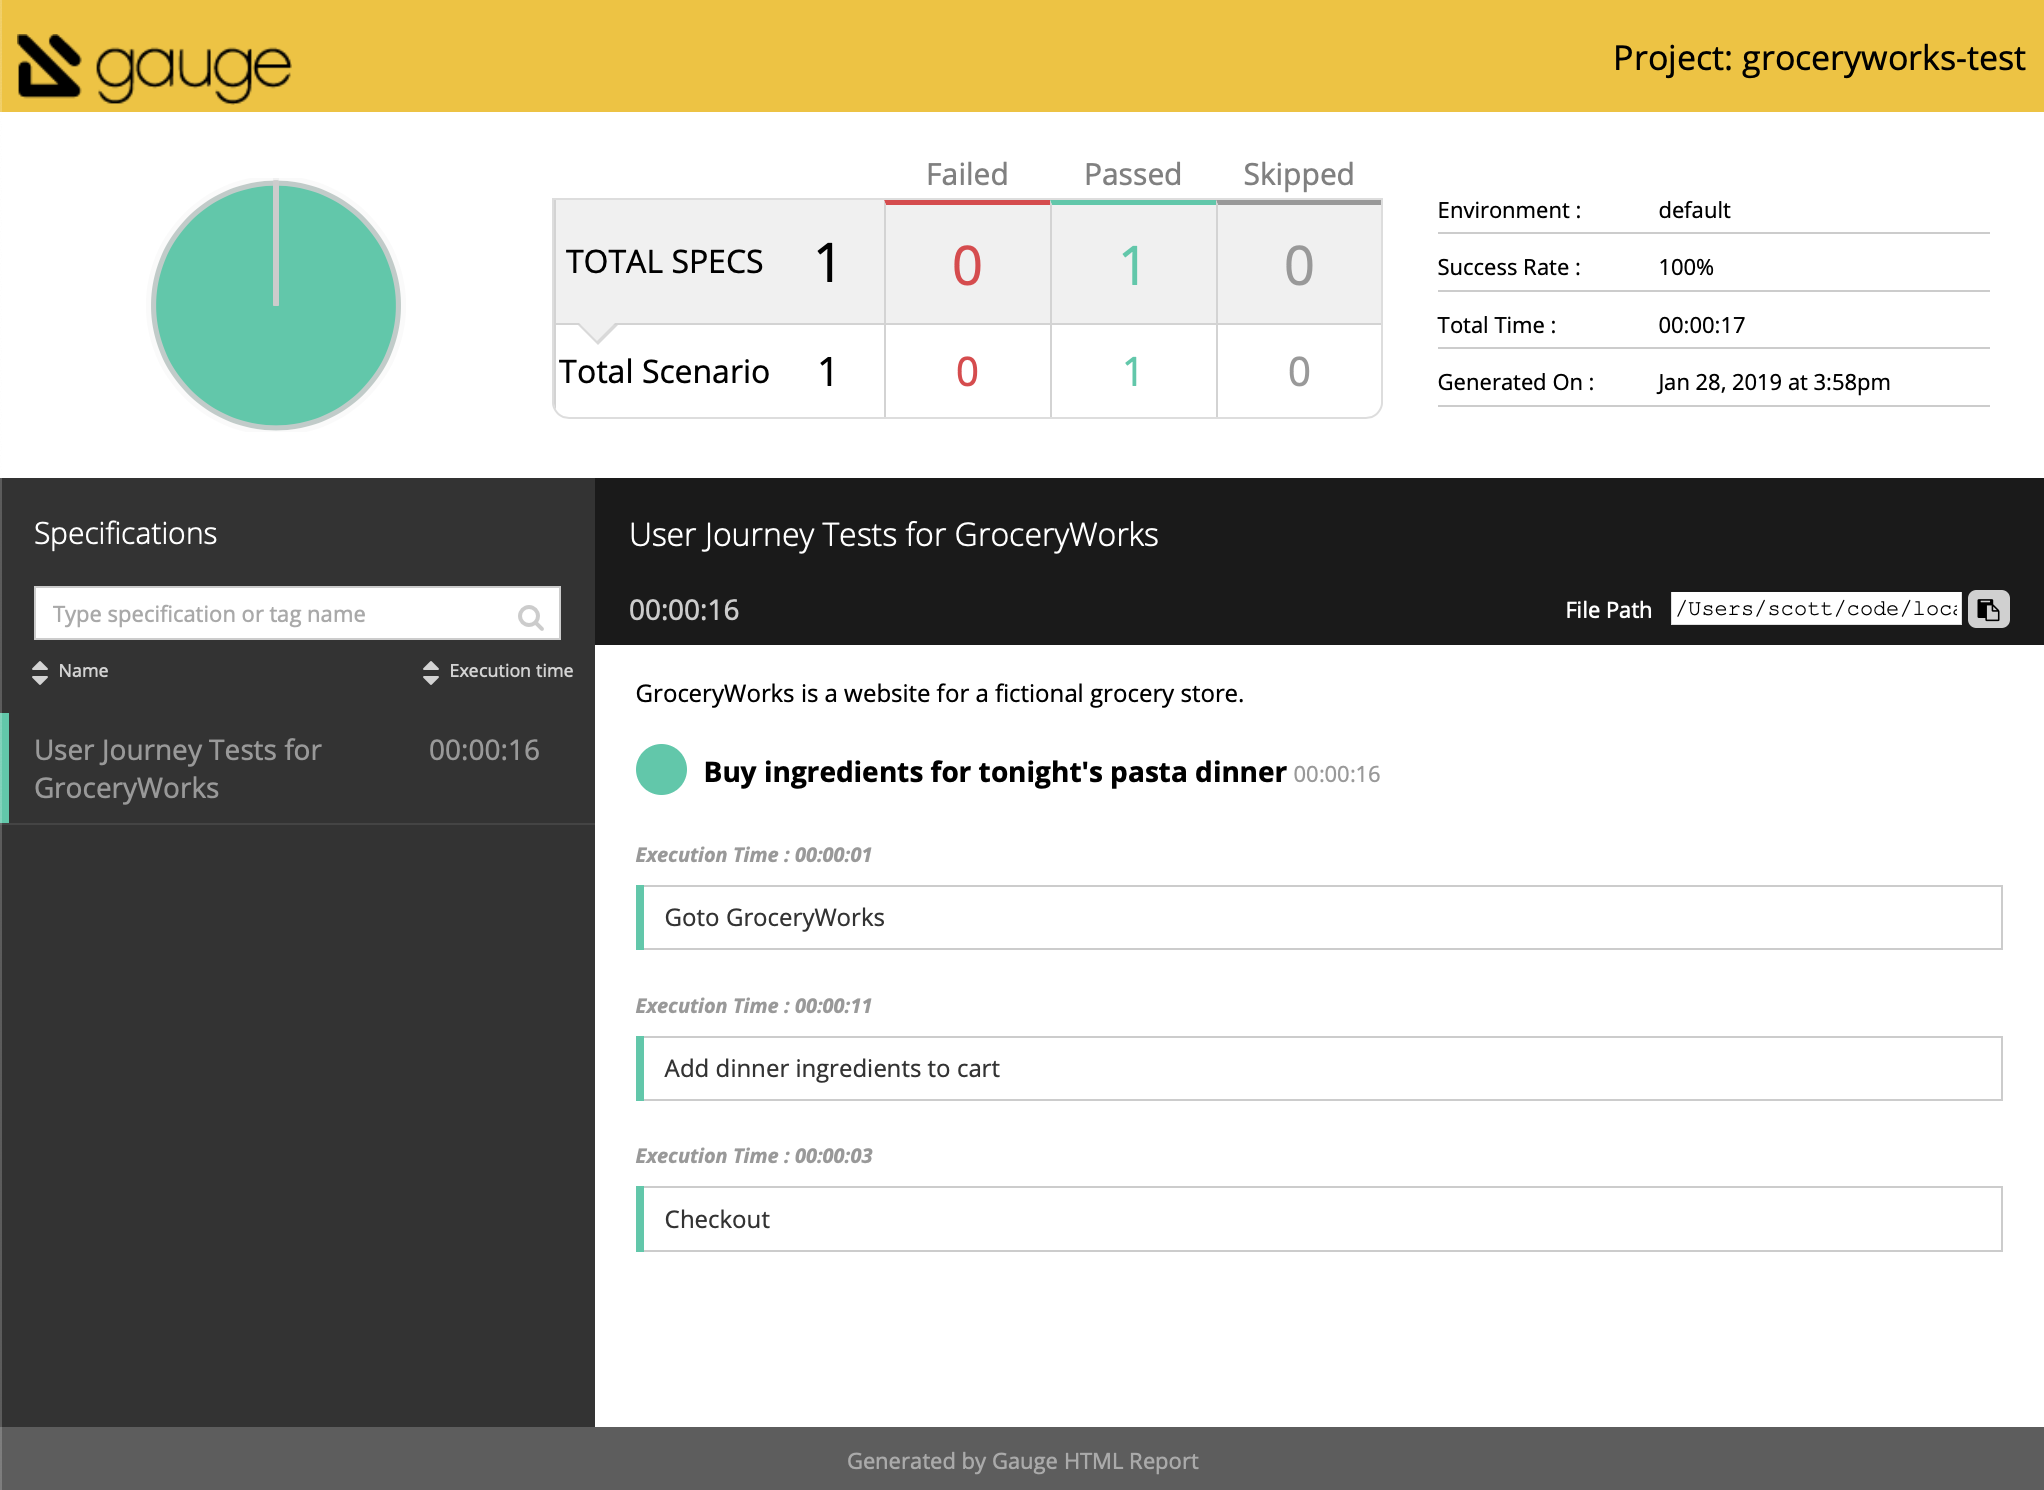 gauge
Project: groceryworks-test
Failed Passed Skipped
TOTAL SPECS 1 0 1 0
Total Scenario 1 0 1 0
Environment : default
Success Rate : 100%
Total Time : 00:00:17
Generated On : Jan 28, 2019 at 3:58pm
Specifications
Type specification or tag name
Name Execution time
User Journey Tests for 00:00:16
GroceryWorks
User Journey Tests for GroceryWorks
00:00:16 File Path /Users/scott/code/loca
GroceryWorks is a website for a fictional grocery store.
Buy ingredients for tonight's pasta dinner 00:00:16
Execution Time : 00:00:01
Goto GroceryWorks
Execution Time : 00:00:11
Add dinner ingredients to cart
Execution Time : 00:00:03
Checkout
Generated by Gauge HTML Report